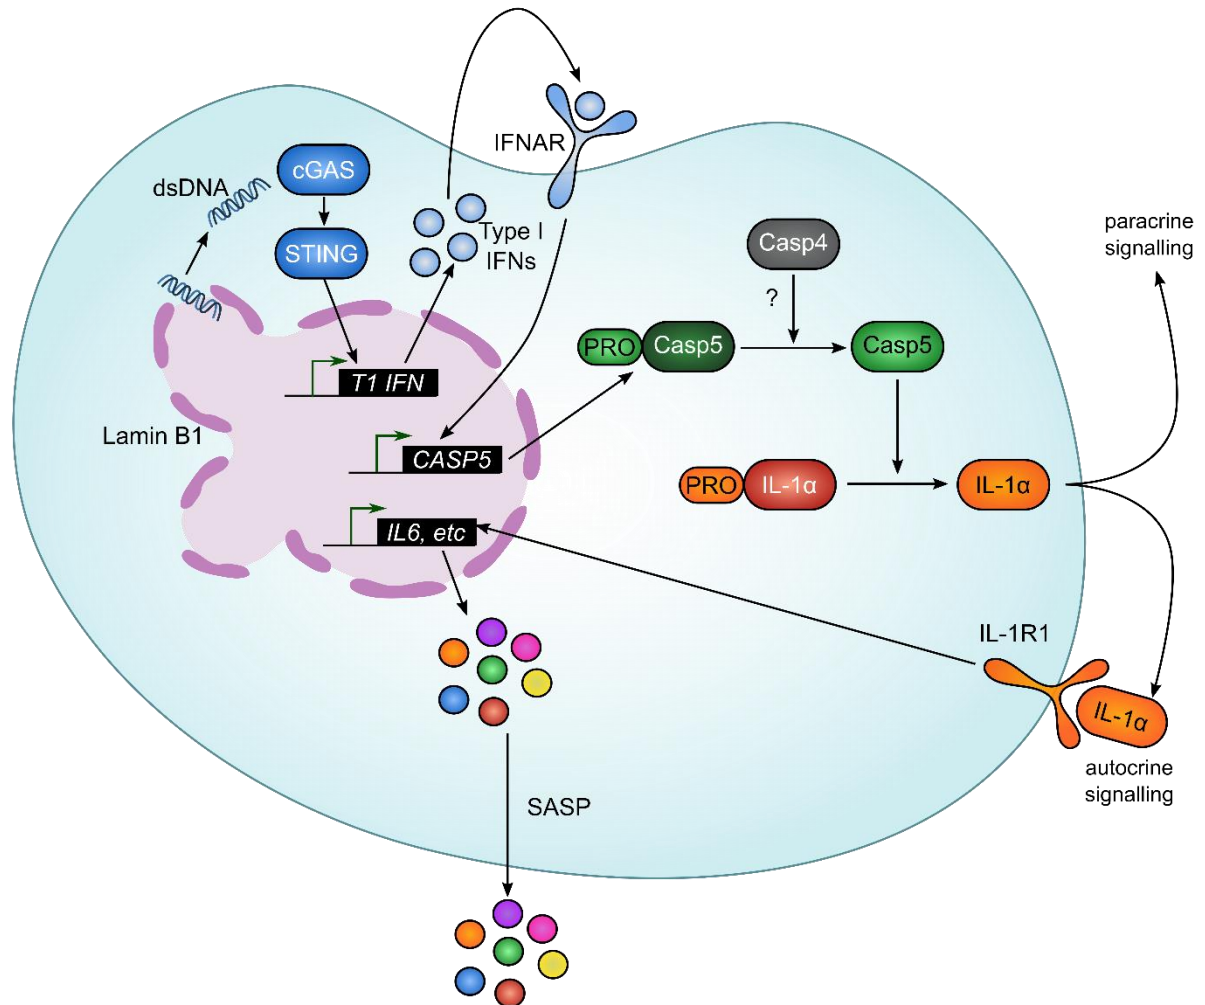 IFNAR
cGAS
dsDNA
STING
Type I
IFNs
Casp4
?
paracrine
signalling
PRO
Casp5
Casp5
T1 IFN
Lamin B1
CASP5
PRO
IL-1α
IL-1α
IL6, etc
IL-1R1
IL-1α
autocrine
signalling
SASP